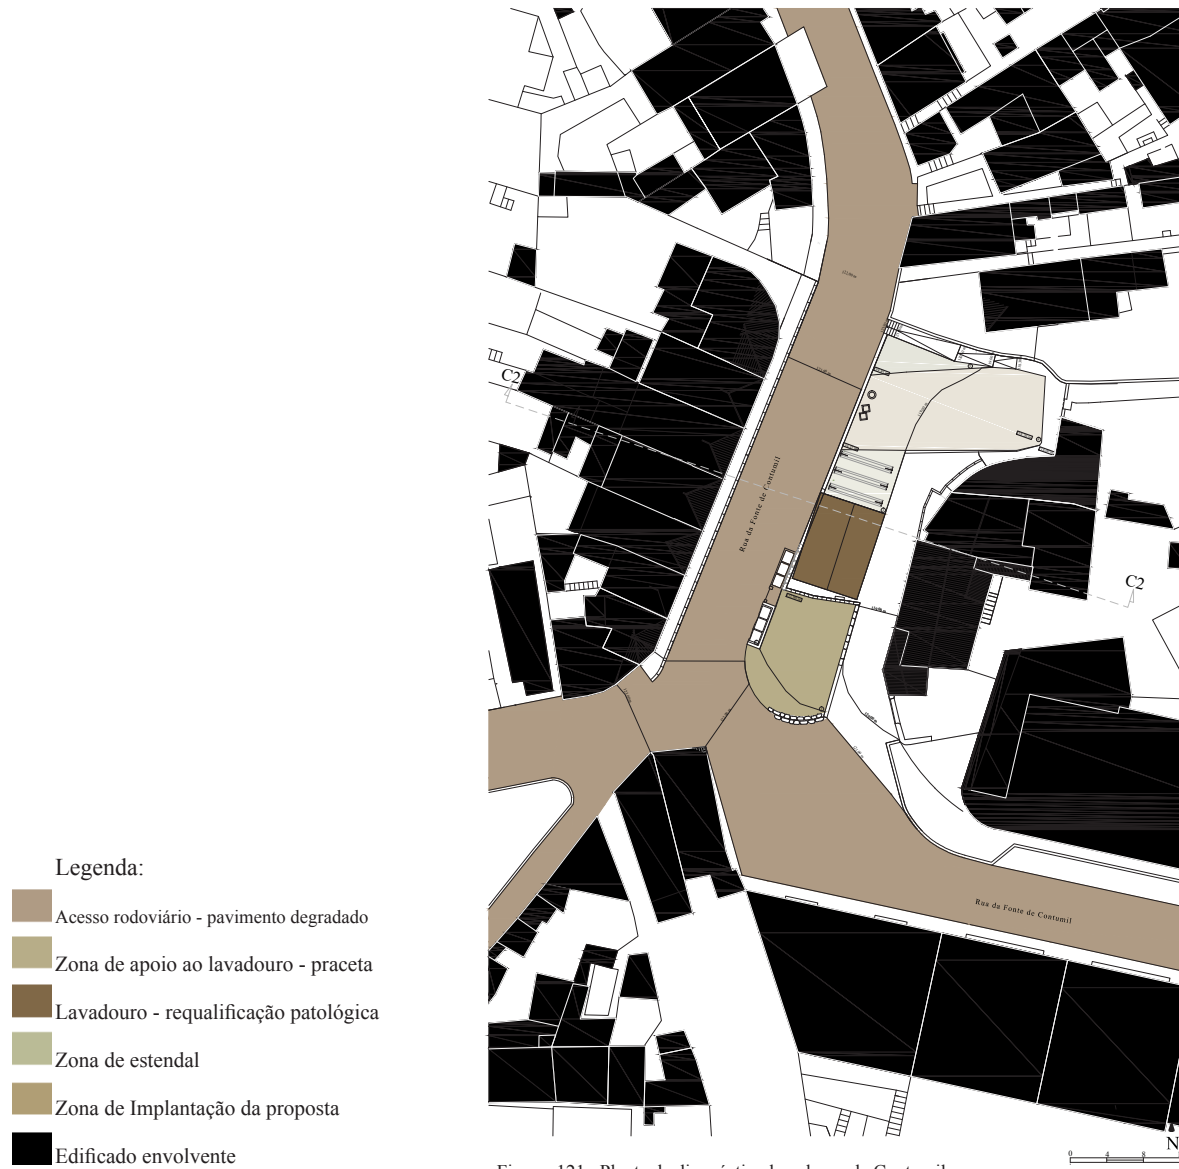 C2
Rua da Fonte de Contumil
C2
Legenda:
Acesso rodoviário - pavimento degradado
Zona de apoio ao lavadouro - praceta
Lavadouro - requalificação patológica
Zona de estendal
Zona de Implantação da proposta
Edificado envolvente
Rua da Fonte de Contumil
N
0 4 8